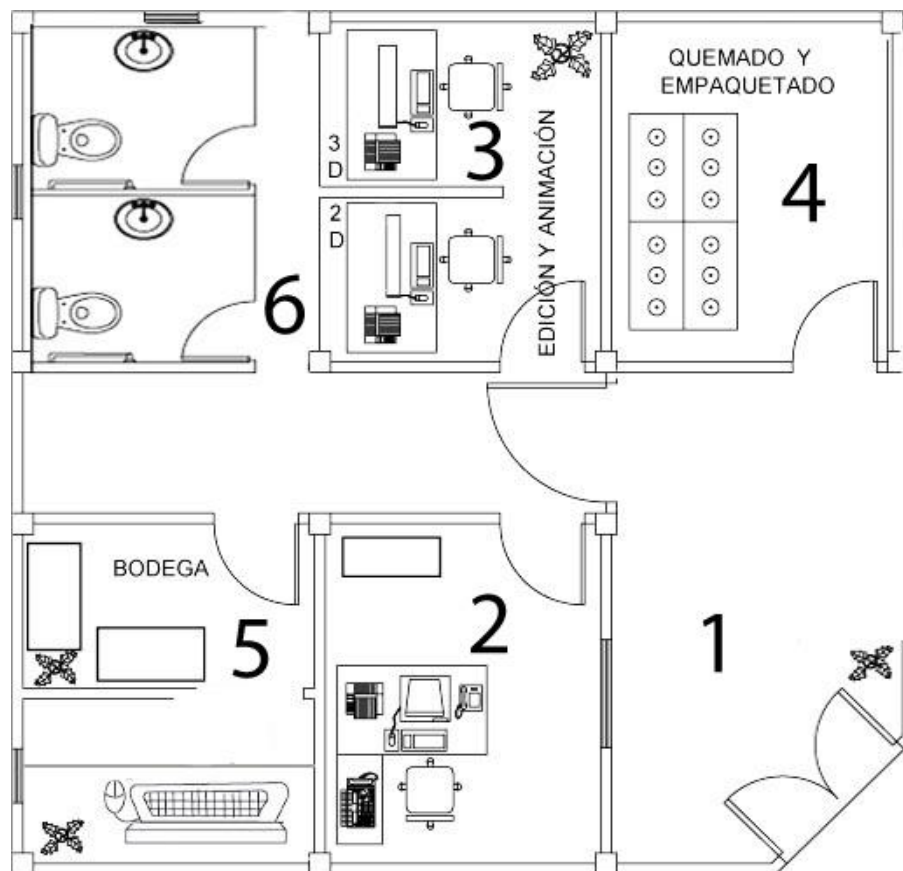 QUEMADO Y
EMPAQUETADO
4
3
D
3
2
D
EDICIÓN Y ANIMACIÓN
6
BODEGA
5
2
1